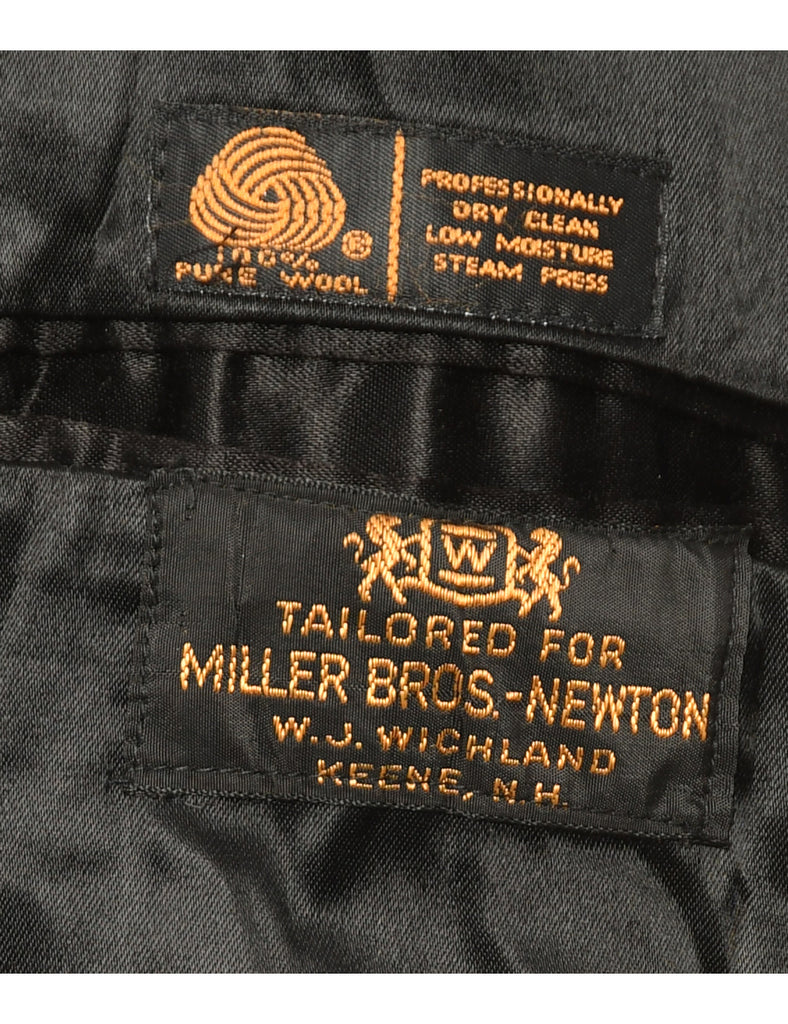 100%
PURE WOOL
®
PROFESSIONALLY
DRY CLEAN
LOW MOISTURE
STEAM PRESS
W
TAILORED FOR
MILLER BROS.-NEWTON
W.J. WICHLAND
KEENE, N.H.